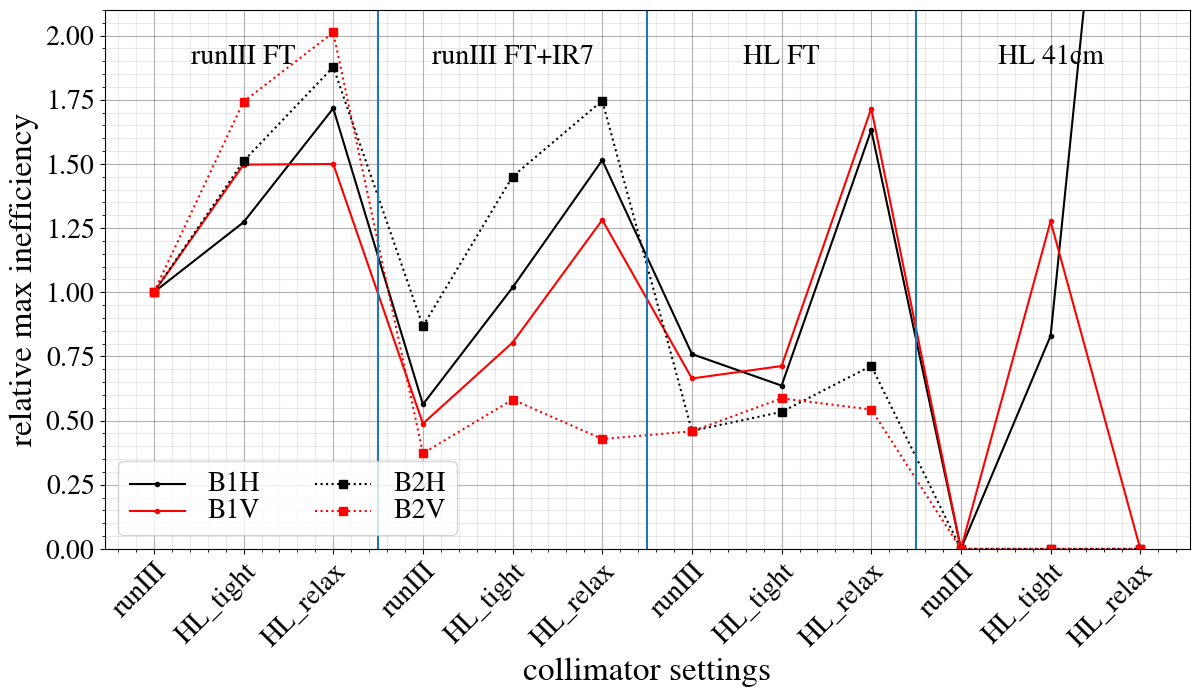 relative max inefficiency
2.00
1.75
1.50
1.25
1.00
0.75
0.50
0.25
0.00
runIII FT
runIII FT+IR7
HL FT
HL 41cm
B1H
B2H
B1V
B2V
runIII
HL_tight
HL_relax
runIII
HL_tight
HL_relax
runIII
HL_tight
HL_relax
runIII
HL_tight
HL_relax
collimator settings